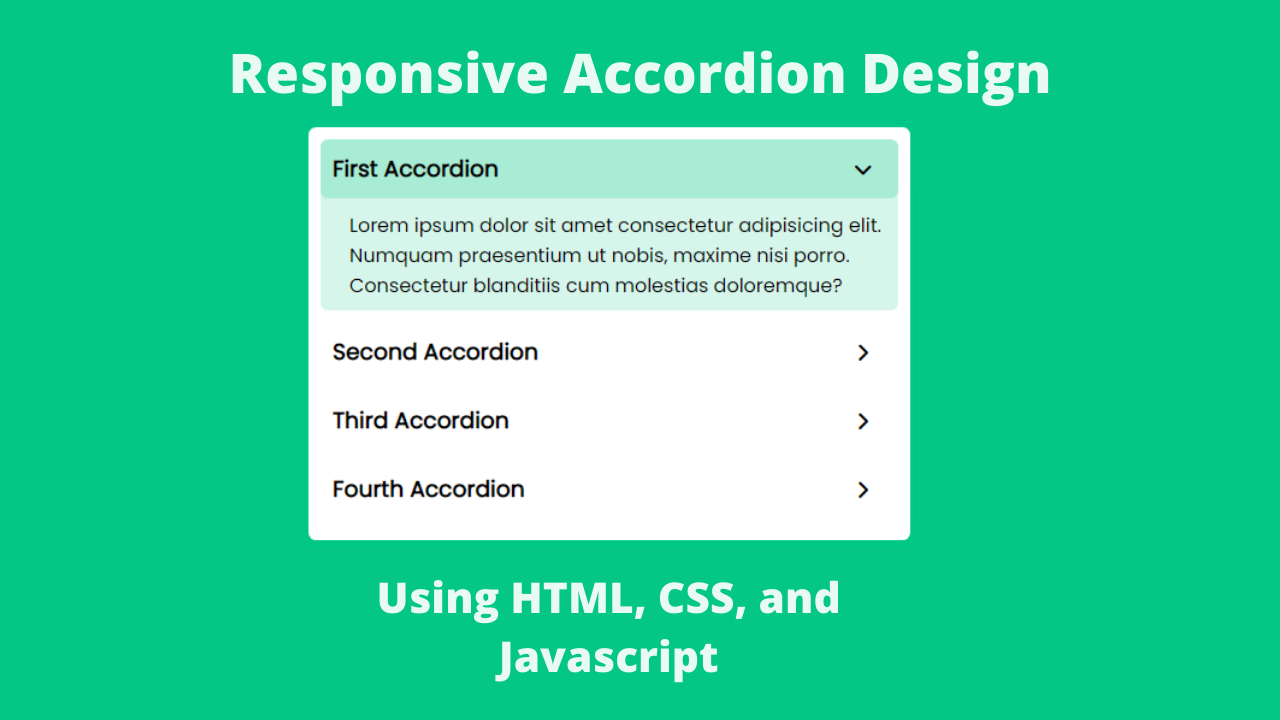 Responsive Accordion Design
First Accordion
Lorem ipsum dolor sit amet consectetur adipisicing elit.
Numquam praesentium ut nobis, maxime nisi porro.
Consectetur blanditiis cum molestias doloremque?
Second Accordion
Third Accordion
Fourth Accordion
Using HTML, CSS, and
Javascript